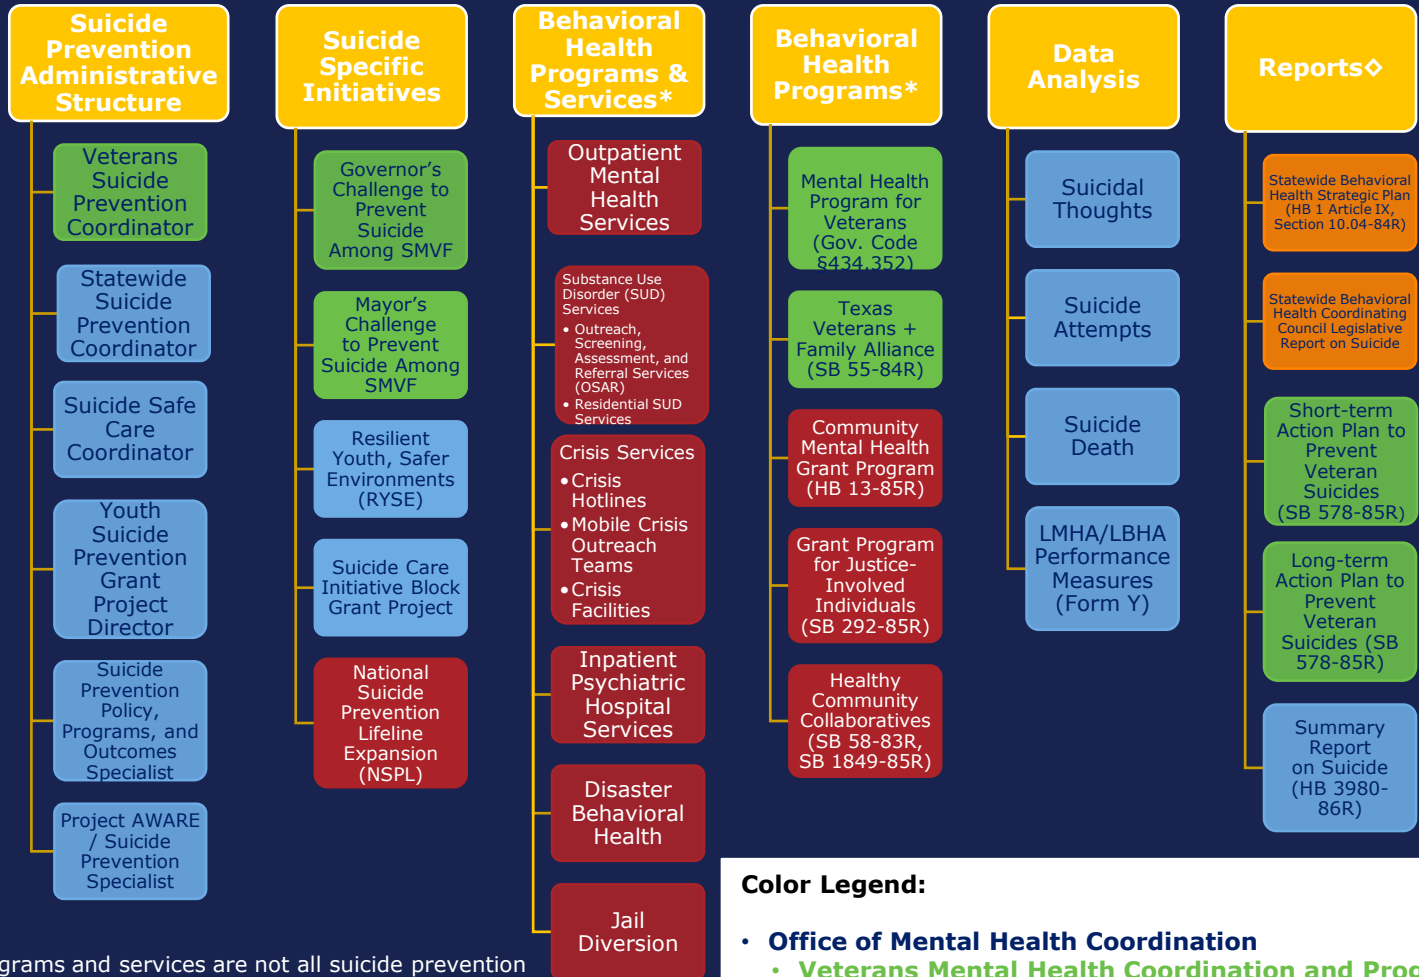 Suicide
Prevention
Administrative
Structure
Veterans
Suicide
Prevention
Coordinator
Statewide
Suicide
Prevention
Coordinator
Suicide Safe
Care
Coordinator
Youth
Suicide
Prevention
Grant
Project
Director
Suicide
Prevention
Policy,
Programs, and
Outcomes
Specialist
Project AWARE
/ Suicide
Prevention
Specialist
Suicide
Specific
Initiatives
Governor's
Challenge to
Prevent
Suicide
Among SMVF
Mayor's
Challenge
to Prevent
Suicide Among
SMVF
Resilient
Youth, Safer
Environments
(RYSE)
Suicide Care
Initiative Block
Grant Project
National
Suicide
Prevention
Lifeline
Expansion
(NSPL)
Behavioral
Health
Programs &
Services*
Outpatient
Mental
Health
Services
Substance Use
Disorder (SUD)
Services
• Outreach,
Screening,
Assessment, and
Referral Services
(OSAR)
• Residential SUD
Services
Crisis Services
•Crisis
Hotlines
•Mobile Crisis
Outreach
Teams
•Crisis
Facilities
Inpatient
Psychiatric
Hospital
Services
Disaster
Behavioral
Health
Jail
Diversion
Behavioral
Health
Programs*
Mental Health
Program for
Veterans
(Gov. Code
§434.352)
Texas
Veterans +
Family Alliance
(SB 55-84R)
Community
Mental Health
Grant Program
(HB 13-85R)
Grant Program
for Justice-
Involved
Individuals
(SB 292-85R)
Healthy
Community
Collaboratives
(SB 58-83R,
SB 1849-85R)
Data
Analysis
Suicidal
Thoughts
Suicide
Attempts
Suicide
Death
LMHA/LBHA
Performance
Measures
(Form Y)
Reports◊
Statewide Behavioral
Health Strategic Plan
(HB 1 Article IX,
Section 10.04-84R)
Statewide Behavioral
Health Coordinating
Council Legislative
Report on Suicide
Short-term
Action Plan to
Prevent
Veteran
Suicides
(SB 578-85R)
Long-term
Action Plan to
Prevent
Veteran
Suicides (SB
578-85R)
Summary
Report
on Suicide
(HB 3980-
86R)
Color Legend:
• Office of Mental Health Coordination
• Veterans Mental Health Coordination and
grams and services are not all suicide prevention